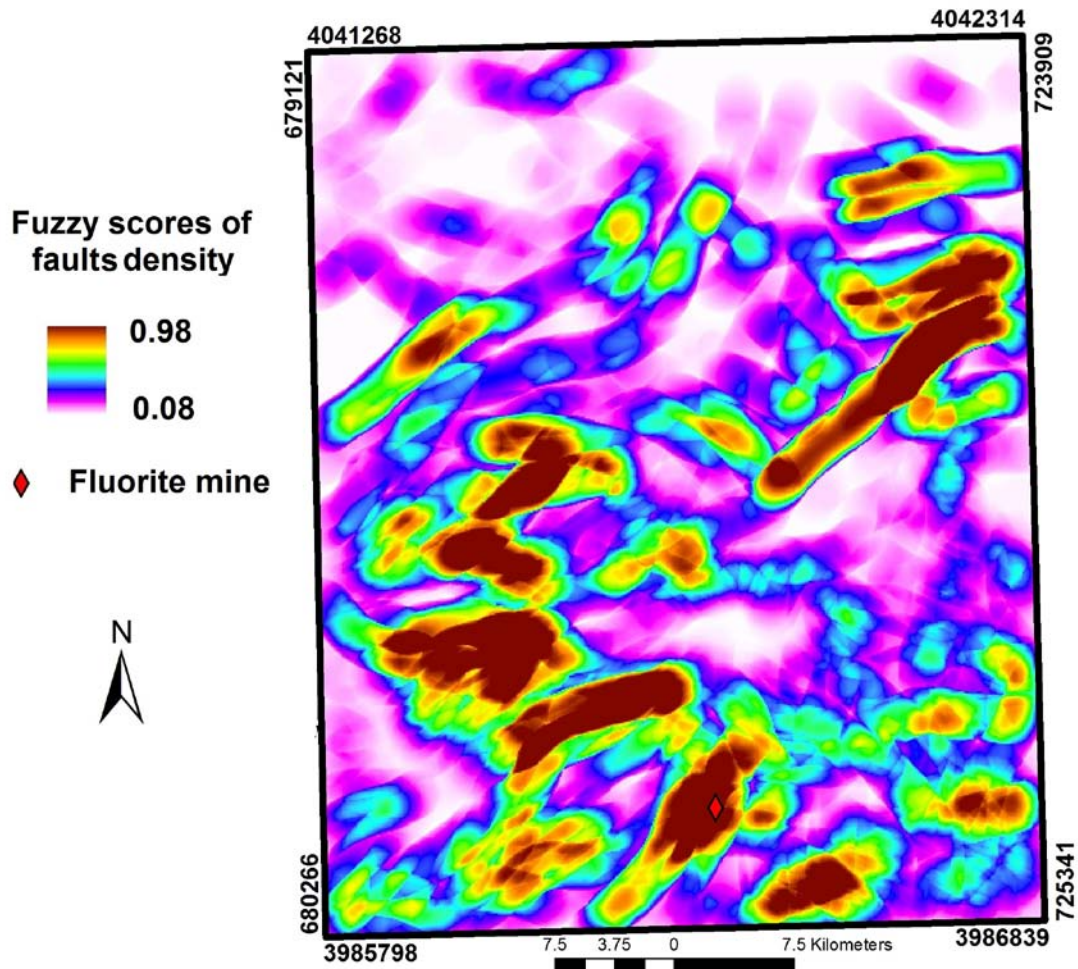 4042314
4041268
679121
723909
Fuzzy scores of
faults density
0.98
0.08
Fluorite mine
N
680266
725341
3985798
3986839
7.5 3.75 0 7.5 Kilometers